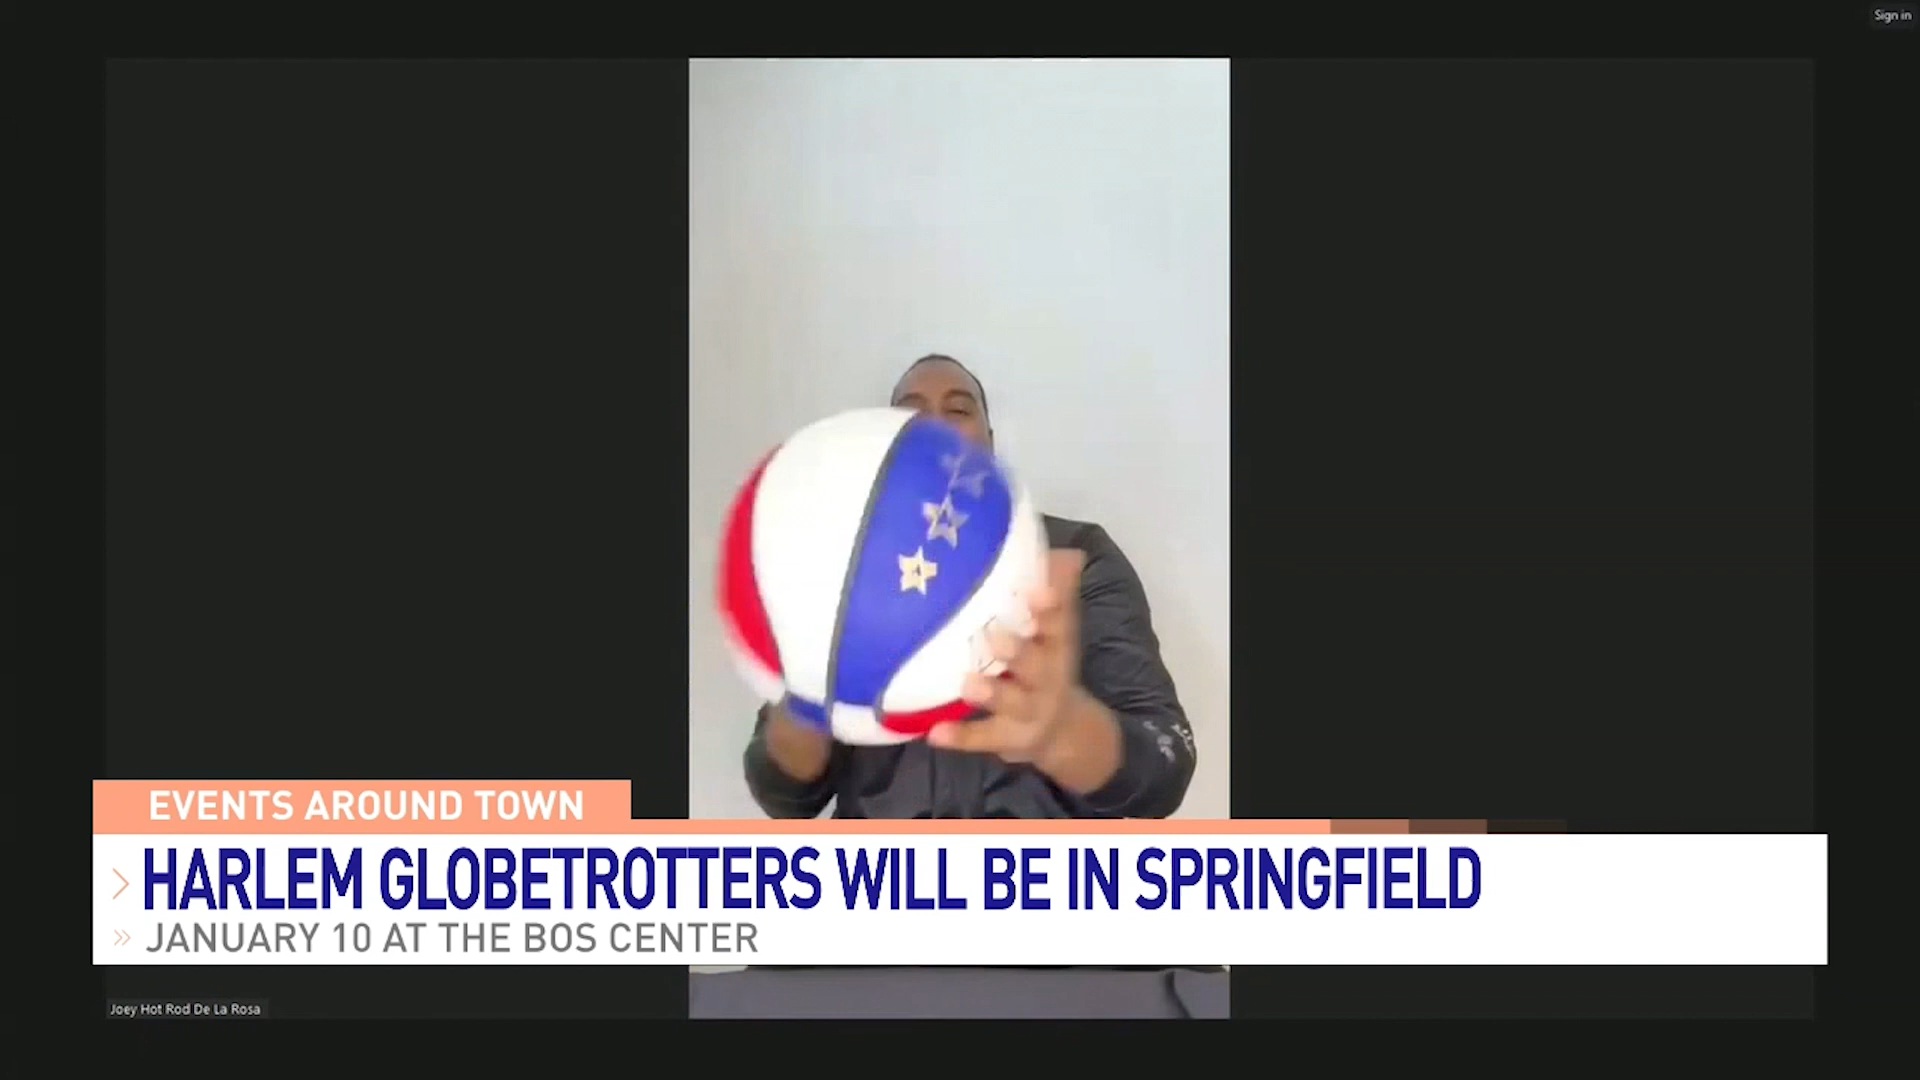 Sign in
EVENTS AROUND TOWN
HARLEM GLOBETROTTERS WILL BE IN SPRINGFIELD
JANUARY 10 AT THE BOS CENTER
Joey Hot Rod De La Rosa